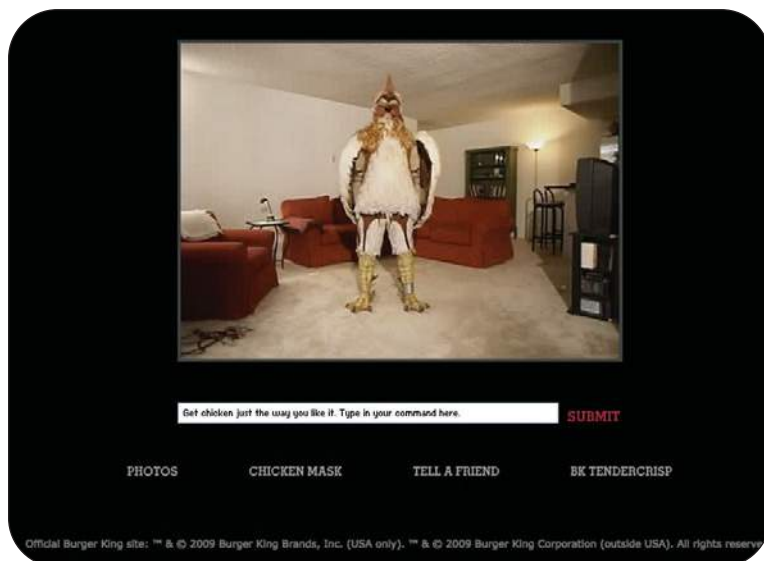 Get chicken just the way you like it. Type in your command here.
SUBMIT
PHOTOS
CHICKEN MASK
TELL A FRIEND
BK TENDERCRISP
Official Burger King site: ™ & © 2009 Burger King Brands, Inc. (USA only). ™ & © 2009 Burger King Corporation (outside USA). All rights reserve